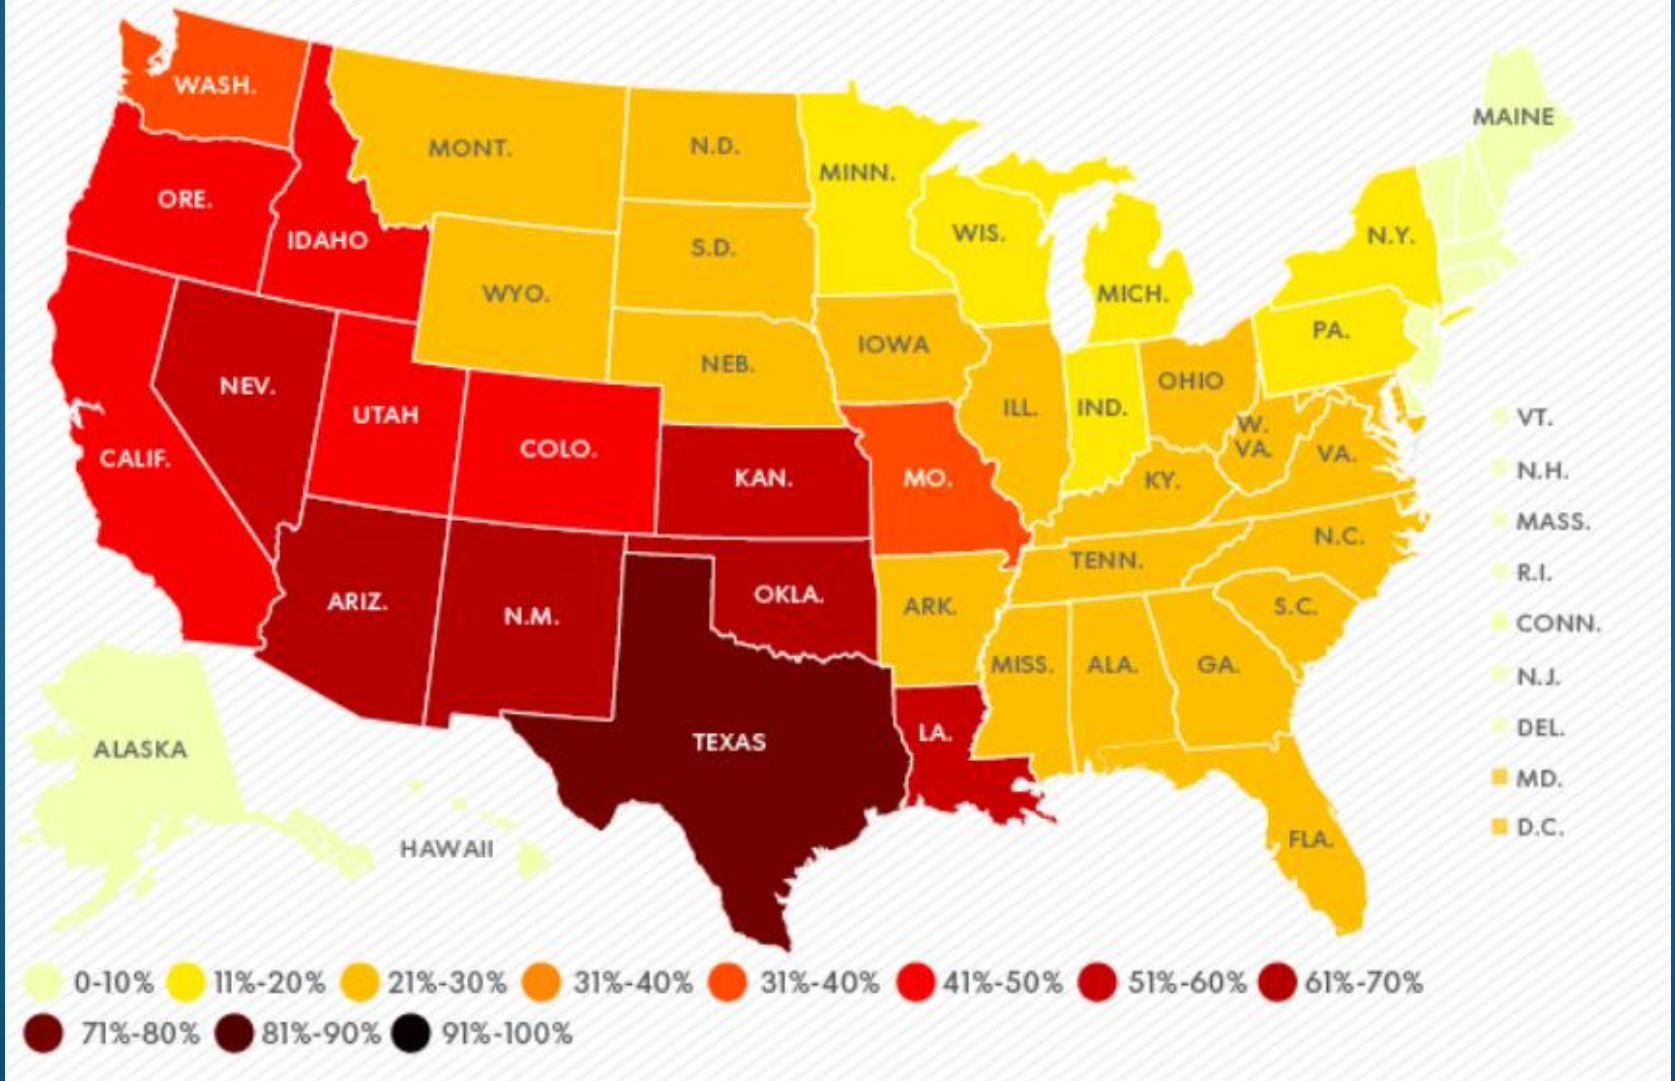 WASH.
MAINE
MONT.
N.D.
MINN.
ORE.
IDAHO
WIS.
N.Y.
S.D.
WYO.
MICH.
PA.
IOWA
NEB.
NEV.
OHIO
UTAH
ILL.
IND.
VT.
COLO.
W.
VA.
VA.
CALIF.
KAN.
MO.
KY.
N.H.
MASS.
N.C.
TENN.
R.I.
ARIZ.
OKLA.
ARK.
S.C.
N.M.
CONN.
MISS.
ALA.
GA.
N.J.
LA.
TEXAS
DEL.
ALASKA
MD.
D.C.
FLA.
HAWAII
0-10% 11%-20% 21%-30% 31%-40% 31%-40% 41%-50% 51%-60% 61%-70%
71%-80% 81%-90% 91%-100%